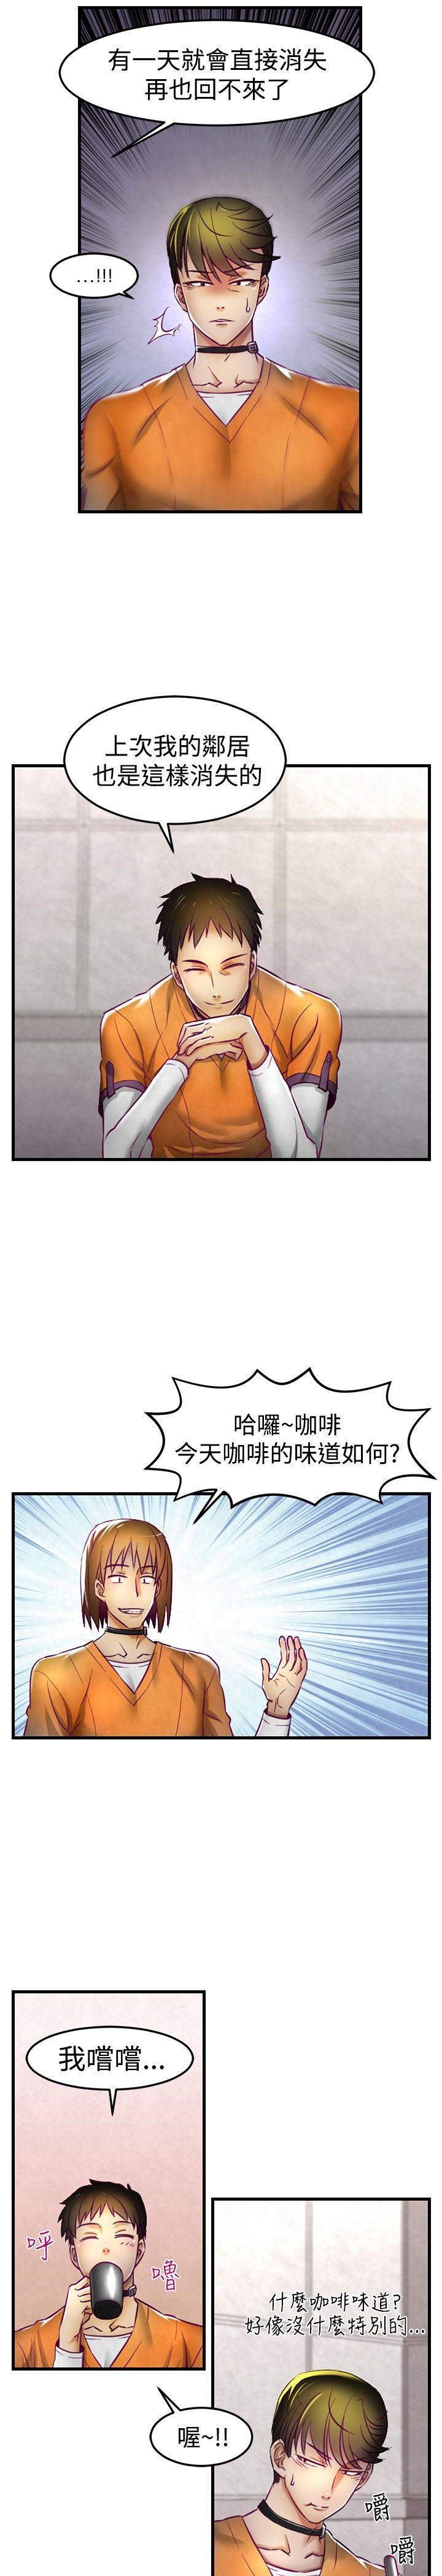 有一天就會直接消失
再也回不來了
...!!!
上次我的鄰居
也是這樣消失的
哈囉~咖啡
今天咖啡的味道如何?
我嚐嚐...
呼
嚕
什麼咖啡味道?
好像沒什麼特別的...
喔~!!
嚼
嚼